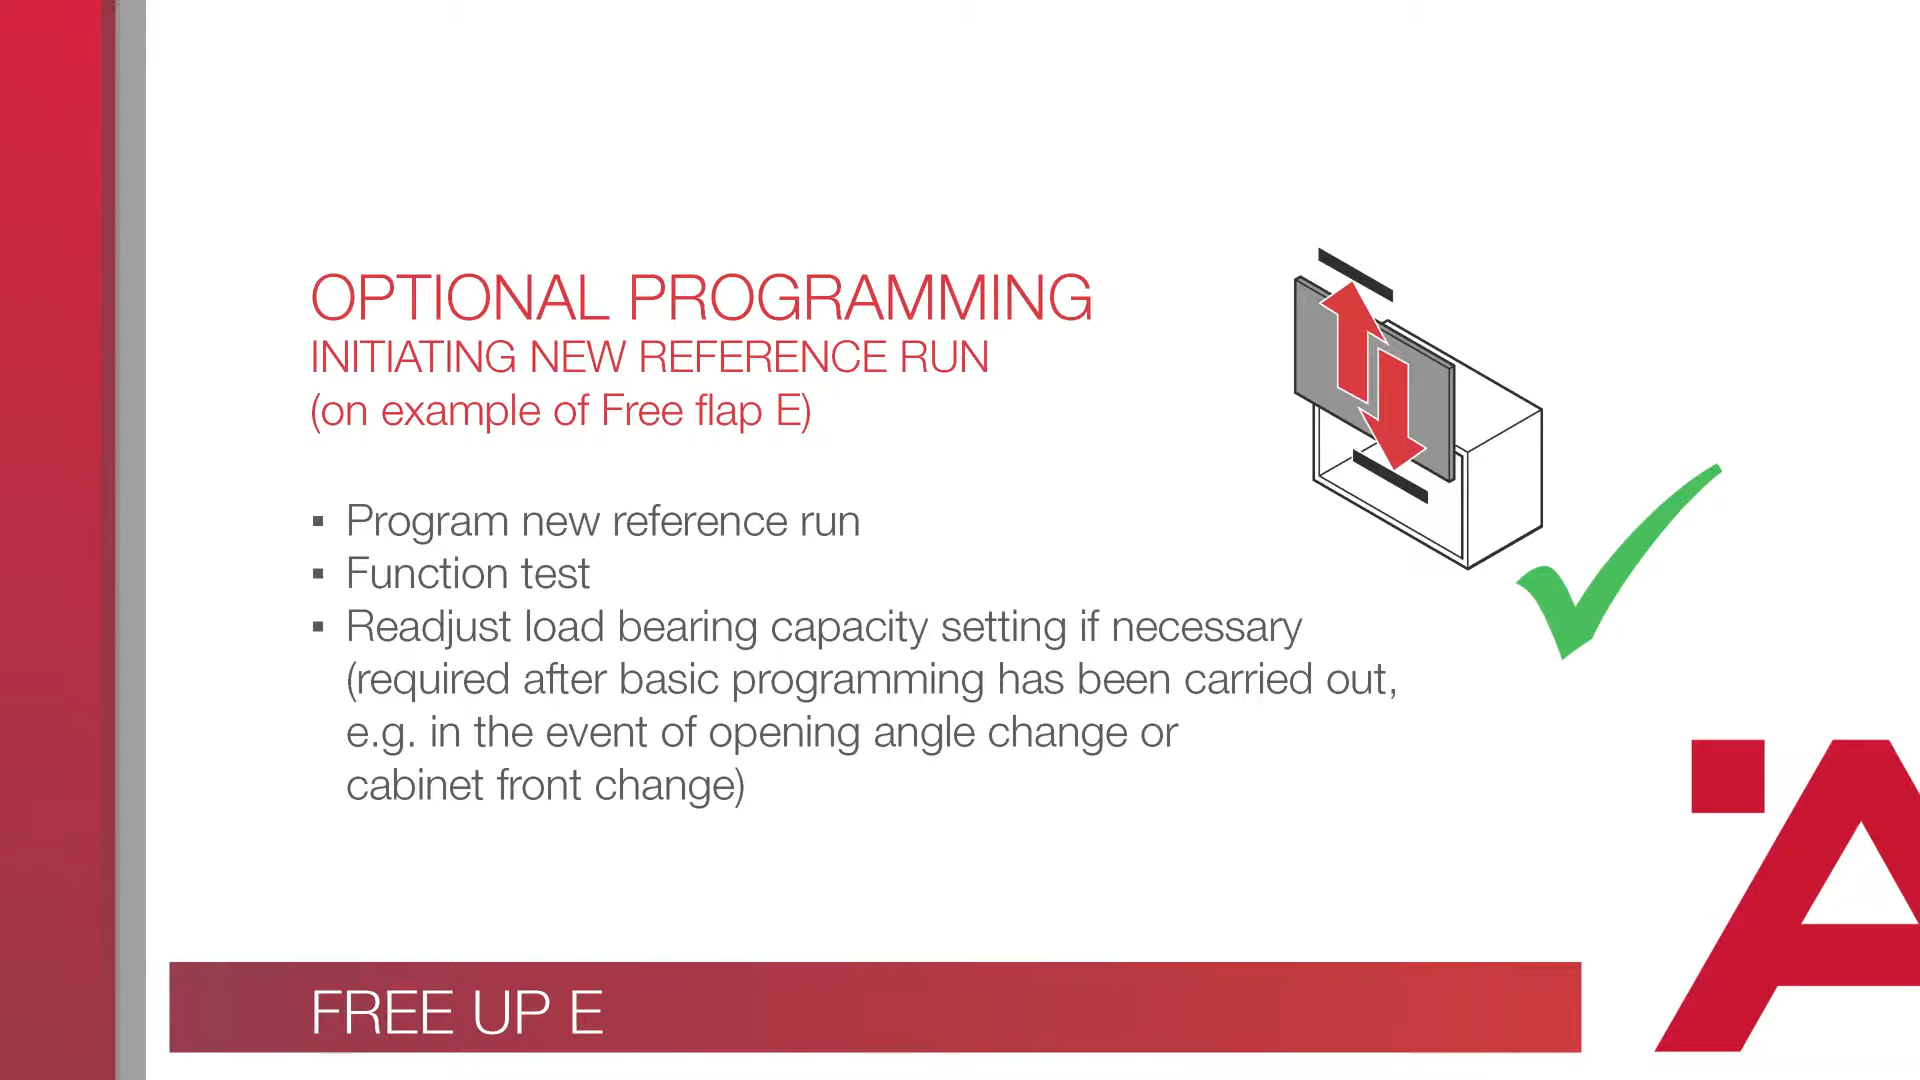 OPTIONAL PROGRAMMING
INITIATING NEW REFERENCE RUN
(on example of Free flap E)
▪ Program new reference run
▪ Function test
▪ Readjust load bearing capacity setting if necessary
(required after basic programming has been carried out,
e.g. in the event of opening angle change or
cabinet front change)
FREE UP E